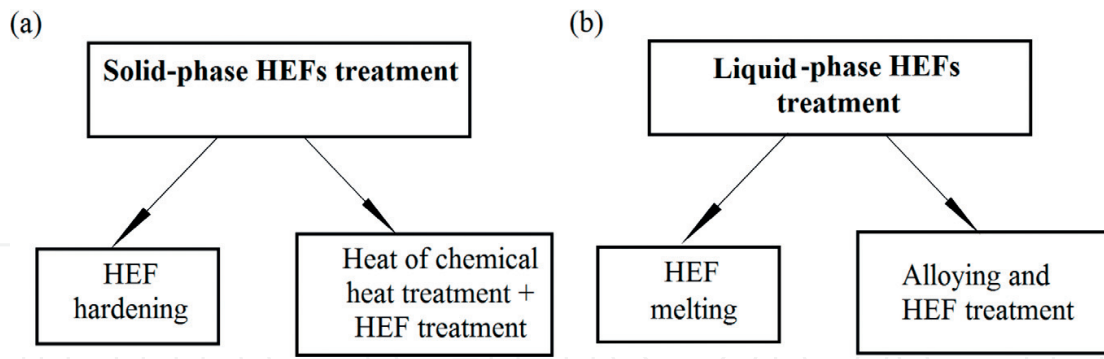 (a)
Solid-phase HEFs treatment
HEF
hardening
Heat of chemical
heat treatment +
HEF treatment
(b)
Liquid-phase HEFs
treatment
HEF
melting
Alloying and
HEF treatment